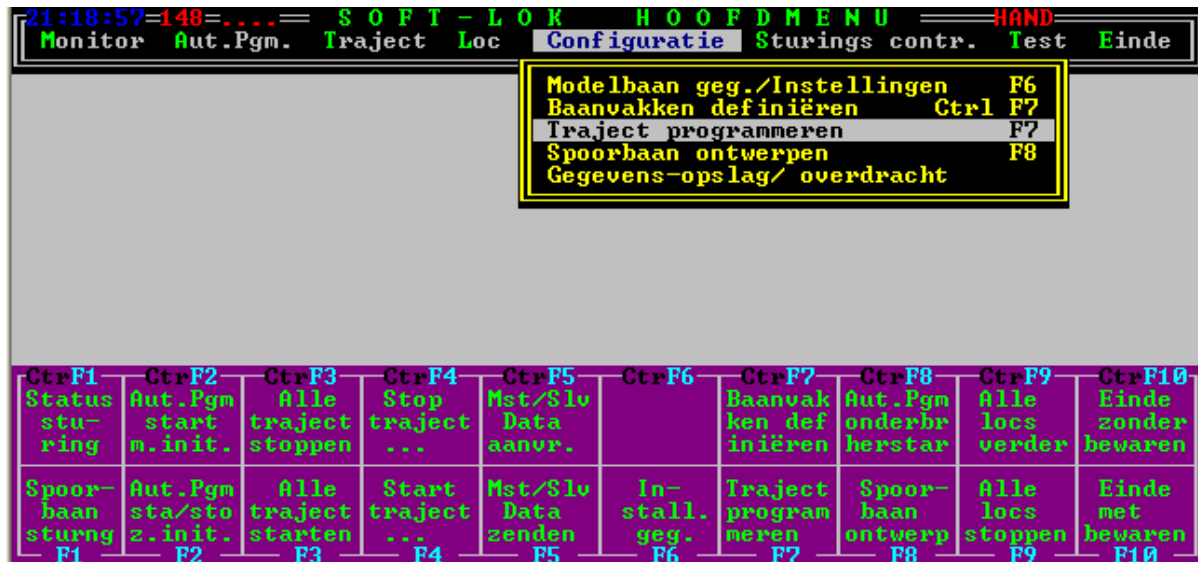 21:18:57=148=....== S O F T - L O K H O O F D M E N U ═════HAND═
Monitor Aut.Pgm. Traject Loc Configuratie Sturings contr. Test Einde
Modelbaan geg./Instellingen F6
Baanvakken definiëren Ctrl F7
Traject programmeren F7
Spoorbaan ontwerpen F8
Gegevens-opslag/ overdracht
CtrF1 CtrF2 CtrF3 CtrF4 CtrF5 CtrF6 CtrF7 CtrF8 CtrF9 CtrF10
Status Aut.Pgm Alle Stop Mst/Slv Baanvak Aut.Pgm Alle Einde
stu- start traject traject Data ken def onderbr locs zonder
ring m.init. stoppen ... aanvr. iniëren herstar verder bewaren
Spoor- Aut.Pgm Alle Start Mst/Slv In- Traject Spoor- Alle Einde
baan sta/sto traject traject Data stall. program baan locs met
sturng z.init. starten ... zenden geg. meren ontwerp stoppen bewaren
F1 F2 F3 F4 F5 F6 F7 F8 F9 F10